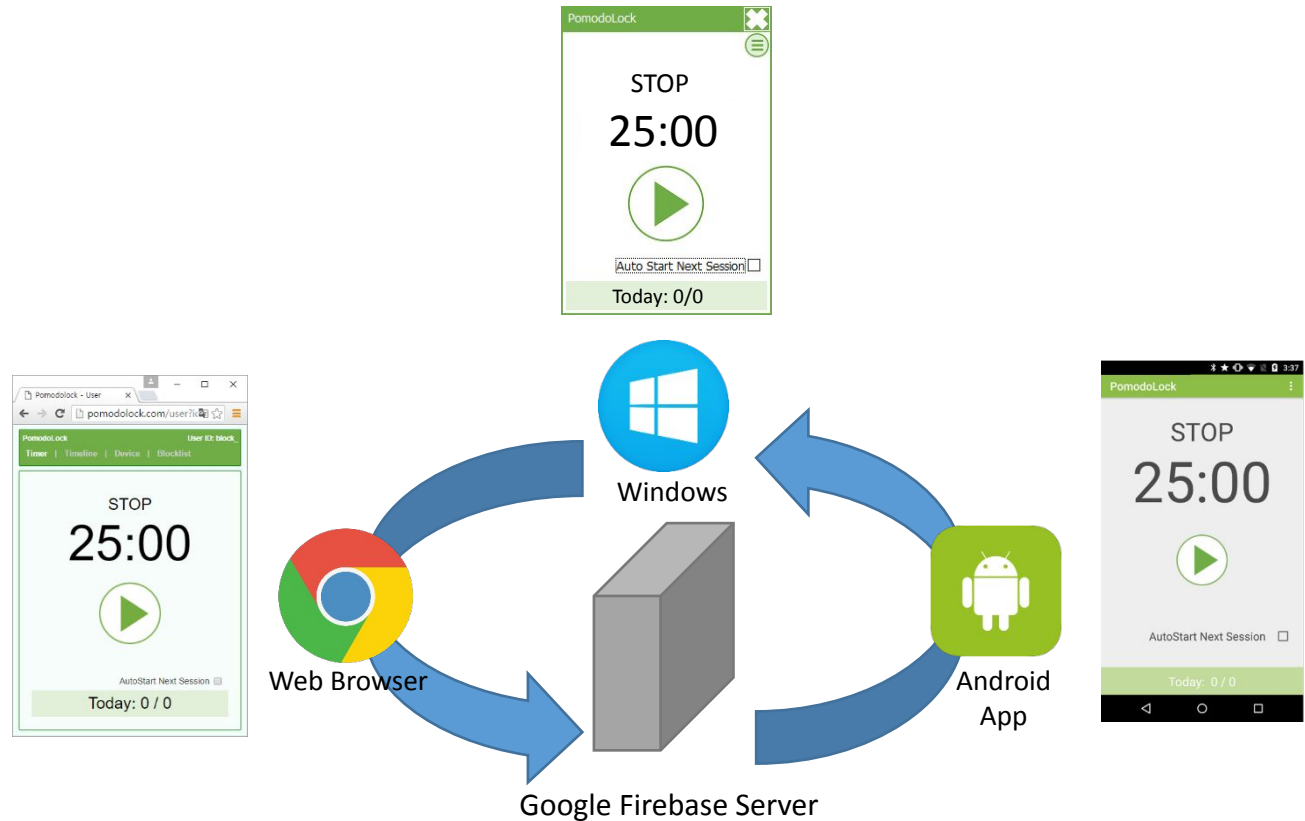 PomodoLock
STOP
25:00
Auto Start Next Session
Today: 0/0
Windows
Pomodolock - User
pomodolock.com/user?i
PomodoLock
User ID: block_
Timer | Timeline | Device | Blocklist
STOP
25:00
AutoStart Next Session
Today: 0 / 0
Web Browser
Google Firebase Server
Android
App
3:37
PomodoLock
STOP
25:00
AutoStart Next Session
Today: 0 / 0